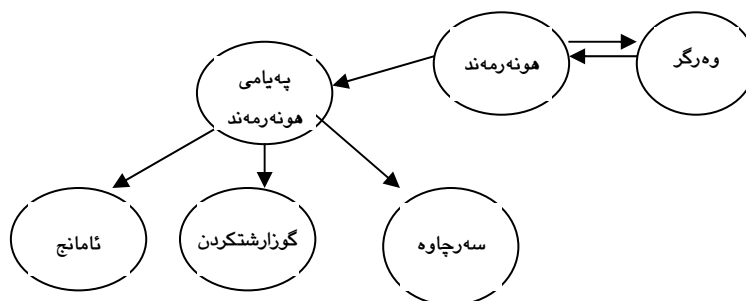 وەرگر
هونەرمەند
پەیامی
هونەرمەند
سەرچاوە
گوزارشتکردن
ئامانج